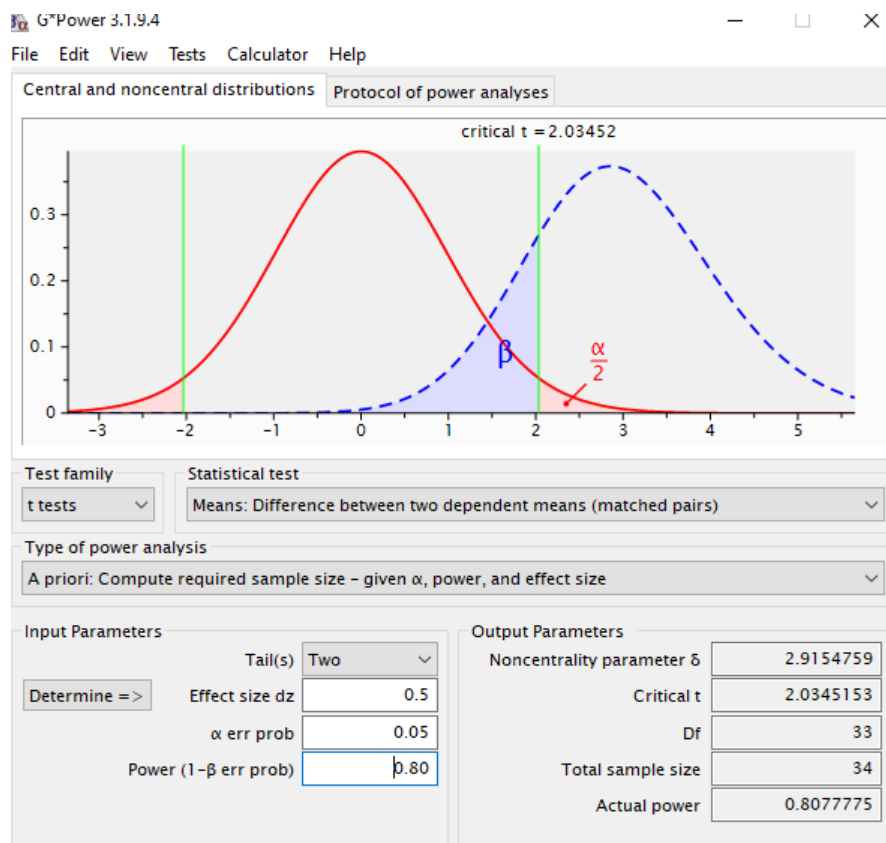 G*Power 3.1.9.4
File Edit View Tests Calculator Help
Central and noncentral distributions Protocol of power analyses
critical t = 2.03452
0.3
0.2
0.1
0
β
α
2
-3 -2 -1 0 1 2 3 4 5
Test family
t tests
Statistical test
Means: Difference between two dependent means (matched pairs)
Type of power analysis
A priori: Compute required sample size – given α, power, and effect size
Input Parameters
Tail(s) Two
Determine => Effect size dz 0.5
α err prob 0.05
Power (1-β err prob) 0.80
Output Parameters
Noncentrality parameter δ 2.9154759
Critical t 2.0345153
Df 33
Total sample size 34
Actual power 0.8077775